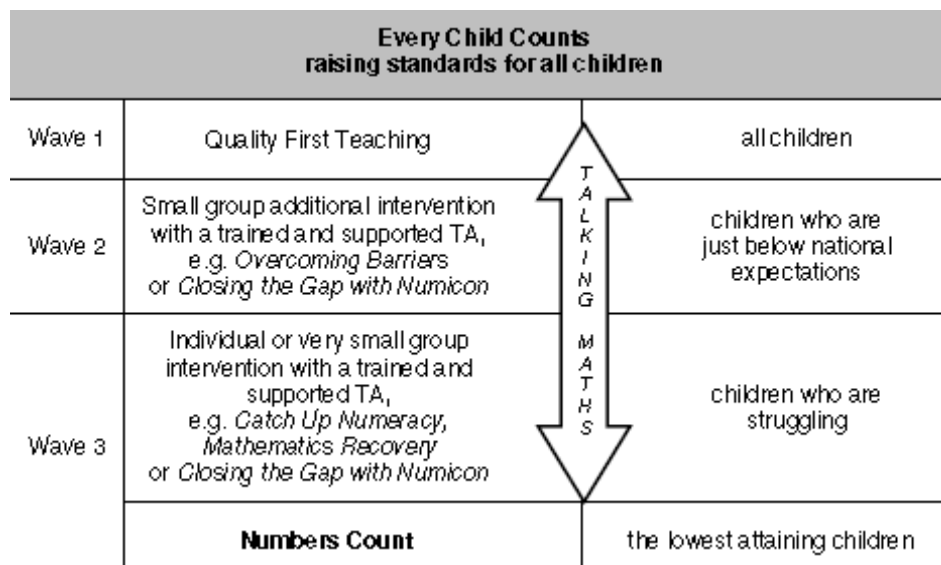 Every Child Counts
raising standards for all children
Wave 1
Quality First Teaching
all children
Wave 2
Small group additional intervention
with a trained and supported TA,
e.g. Overcoming Barriers
or Closing the Gap with Numicon
children who are
just below national
expectations
Wave 3
Individual or very small group
intervention with a trained and
supported TA,
e.g. Catch Up Numeracy,
Mathematics Recovery
or Closing the Gap with Numicon
children who are
struggling
Numbers Count
the lowest attaining children
TALKING MATHS